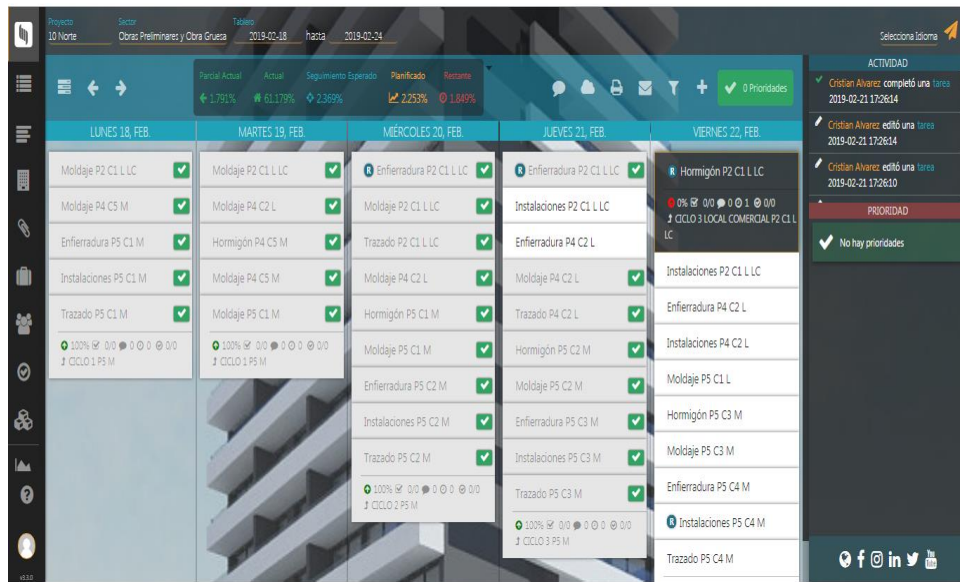 Proyecto
Sector
Tablero
10 Norte
Obras Preliminares y Obra Gruesa
2019-02-18
hasta
2019-02-24
Selecciona Idioma
Parcial Actual
Actual
Seguimiento Esperado
Planificado
Restante
1.791%
61.179%
2.369%
2.253%
1.849%
0 Prioridades
LUNES 18, FEB.
Moldaje P2 C1 L LC
Moldaje P4 C5 M
Enfierradura P5 C1 M
Instalaciones P5 C1 M
Trazado P5 C1 M
100% 0/0 0 0 0 0/0
CICLO 1 P5 M
MARTES 19, FEB.
Moldaje P2 C1 L LC
Moldaje P4 C2 L
Hormigón P4 C5 M
Moldaje P4 C5 M
Moldaje P5 C1 M
100% 0/0 0 0 0 0/0
CICLO 1 P5 M
MIÉRCOLES 20, FEB.
R Enfierradura P2 C1 L LC
Moldaje P2 C1 L LC
Trazado P2 C1 L LC
Moldaje P4 C2 L
Hormigón P5 C1 M
Moldaje P5 C1 M
Enfierradura P5 C2 M
Instalaciones P5 C2 M
Trazado P5 C2 M
100% 0/0 0 0 0 0/0
CICLO 2 P5 M
JUEVES 21, FEB.
R Enfierradura P2 C1 L LC
Instalaciones P2 C1 L LC
Enfierradura P4 C2 L
Moldaje P4 C2 L
Trazado P4 C2 L
Hormigón P5 C2 M
Moldaje P5 C2 M
Enfierradura P5 C3 M
Instalaciones P5 C3 M
Trazado P5 C3 M
100% 0/0 0 0 0 0/0
CICLO 3 P5 M
VIERNES 22, FEB.
R Hormigón P2 C1 L LC
0% 0/0 0 0 1 0/0
CICLO 3 LOCAL COMERCIAL P2 C1 L
LC
Instalaciones P2 C1 L LC
Enfierradura P4 C2 L
Instalaciones P4 C2 L
Moldaje P5 C1 L
Hormigón P5 C3 M
Moldaje P5 C3 M
Enfierradura P5 C4 M
R Instalaciones P5 C4 M
Trazado P5 C4 M
ACTIVIDAD
Cristian Alvarez completó una tarea
2019-02-21 17:26:14
Cristian Alvarez editó una tarea
2019-02-21 17:26:14
Cristian Alvarez editó una tarea
2019-02-21 17:26:10
PRIORIDAD
No hay prioridades
You
Tube
v3.3.0